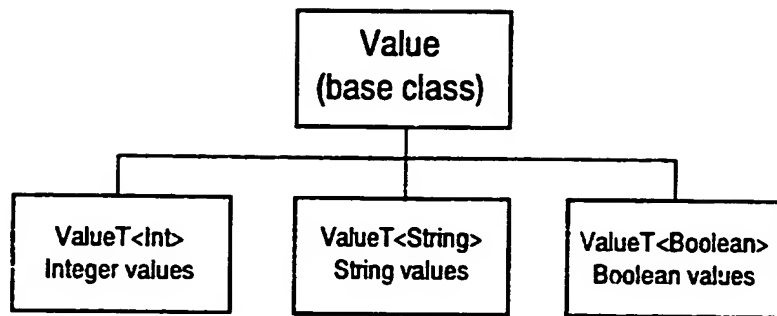 Value
(base class)
ValueT<Int>
Integer values
ValueT<String>
String values
ValueT<Boolean>
Boolean values